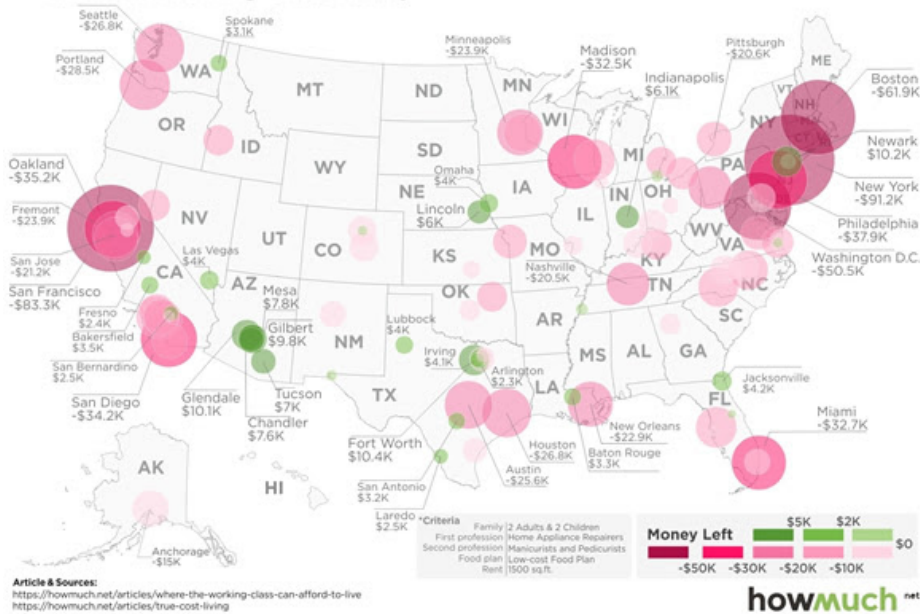 Seattle
-$26.8K
Spokane
$3.1K
Portland
-$28.5K
Minneapolis
-$23.9K
Madison
-$32.5K
Indianapolis
$6.1K
Pittsburgh
-$20.6K
Boston
-$61.9K
Newark
$10.2K
New York
-$91.2K
Philadelphia
-$37.9K
Washington D.C.
-$50.5K
Oakland
-$35.2K
Fremont
-$23.9K
San Jose
-$21.2K
San Francisco
-$83.3K
Fresno
$2.4K
Bakersfield
$3.5K
San Bernardino
$2.5K
San Diego
-$34.2K
Las Vegas
$4K
Mesa
$7.8K
Gilbert
$9.8K
Glendale
$10.1K
Tucson
$7K
Chandler
$7.6K
Omaha
$4K
Lincoln
$6K
Nashville
-$20.5K
Lubbock
$4K
Irving
$4.1K
Arlington
$2.3K
Fort Worth
$10.4K
San Antonio
$3.2K
Laredo
$2.5K
Austin
-$25.6K
Houston
-$26.8K
Baton Rouge
$3.3K
New Orleans
-$22.9K
Jacksonville
$4.2K
Miami
-$32.7K
Anchorage
-$15K
WA
MT
ND
MN
ME
VT
NH
OR
ID
WY
SD
WI
MI
NY
PA
NE
IA
IL
IN
OH
NV
UT
CO
KS
MO
KY
WV
VA
CA
AZ
NM
OK
AR
TN
NC
SC
TX
LA
MS
AL
GA
FL
AK
HI
*Criteria
Family 2 Adults & 2 Children
First profession Home Appliance Repairers
Second profession Manicurists and Pedicurists
Food plan Low-cost Food Plan
Rent 1500 sq.ft.
Money Left
$5K $2K
$0
-$50K -$30K -$20K -$10K
Article & Sources:
https://howmuch.net/articles/where-the-working-class-can-afford-to-live
https://howmuch.net/articles/true-cost-living
howmuch net